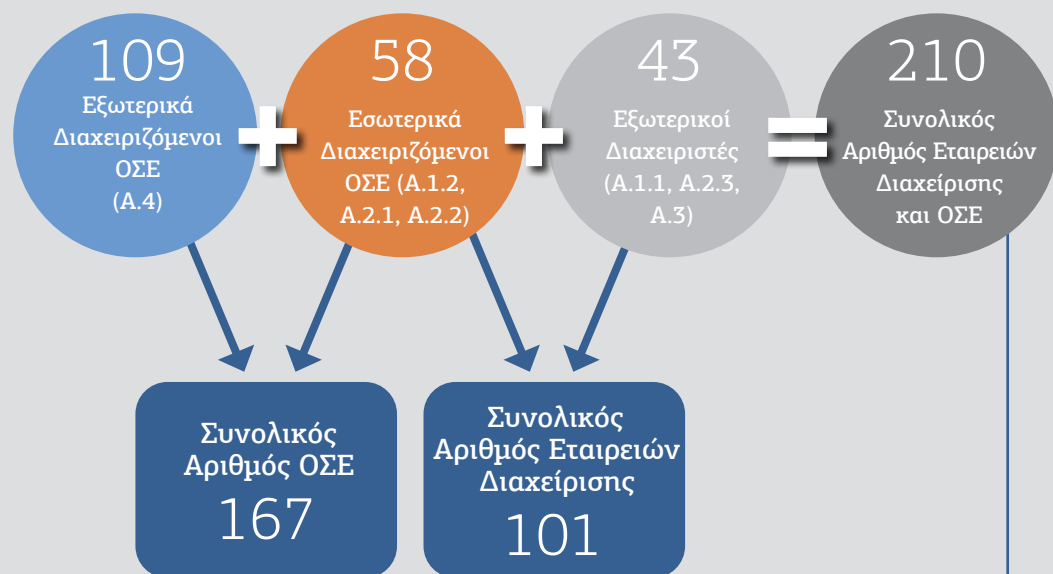 109
Εξωτερικά
Διαχειριζόμενοι
ΟΣΕ
(Α.4)
+
58
Εσωτερικά
Διαχειριζόμενοι
ΟΣΕ (Α.1.2,
Α.2.1, Α.2.2)
+
43
Εξωτερικοί
Διαχειριστές
(Α.1.1, Α.2.3,
Α.3)
=
210
Συνολικός
Αριθμός Εταιρειών
Διαχείρισης
και ΟΣΕ
Συνολικός
Αριθμός ΟΣΕ
167
Συνολικός
Αριθμός Εταιρειών
Διαχείρισης
101